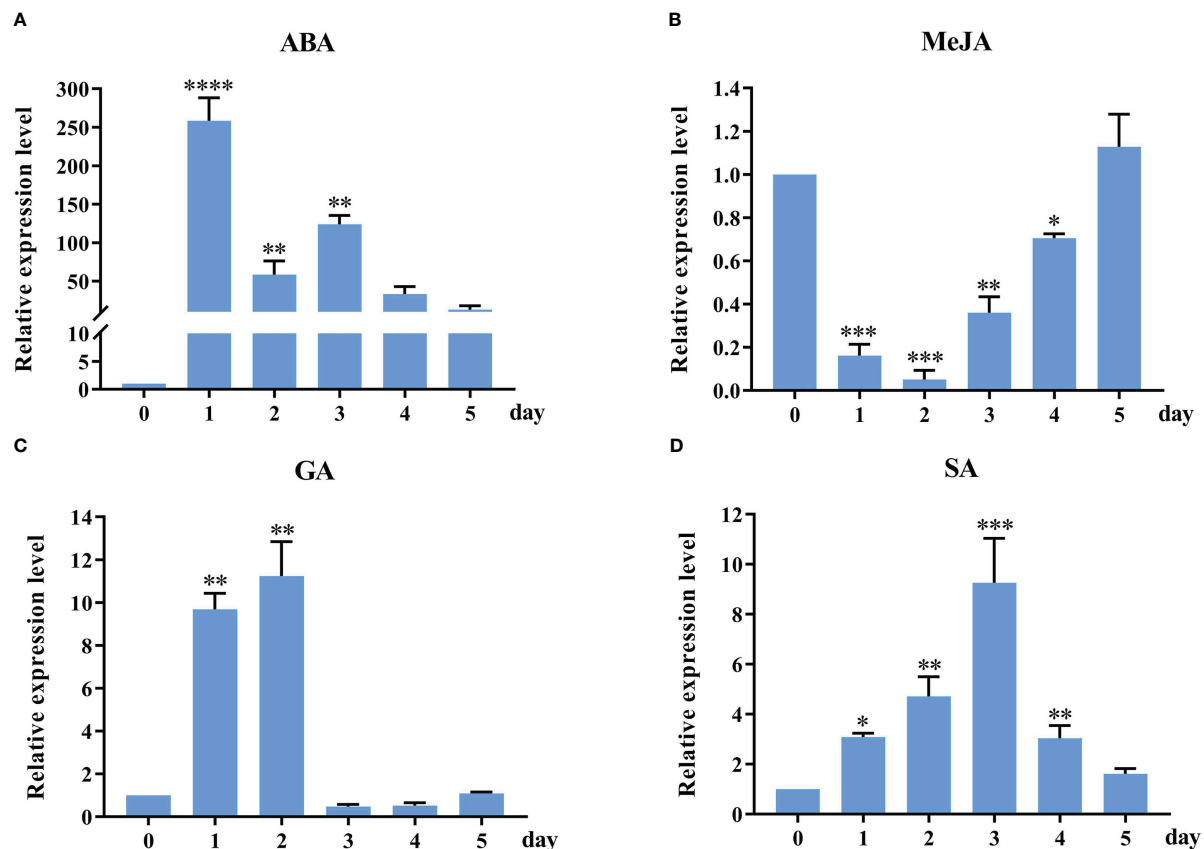 A
ABA
Relative expression level
300
250
200
150
100
50
10
5
0
**** ** **
0 1 2 3 4 5 day
B
MeJA
Relative expression level
1.4
1.2
1.0
0.8
0.6
0.4
0.2
0.0
*** *** ** *
0 1 2 3 4 5 day
C
GA
Relative expression level
14
12
10
8
6
4
2
0
** **
0 1 2 3 4 5 day
D
SA
Relative expression level
12
10
8
6
4
2
0
* ** *** **
0 1 2 3 4 5 day